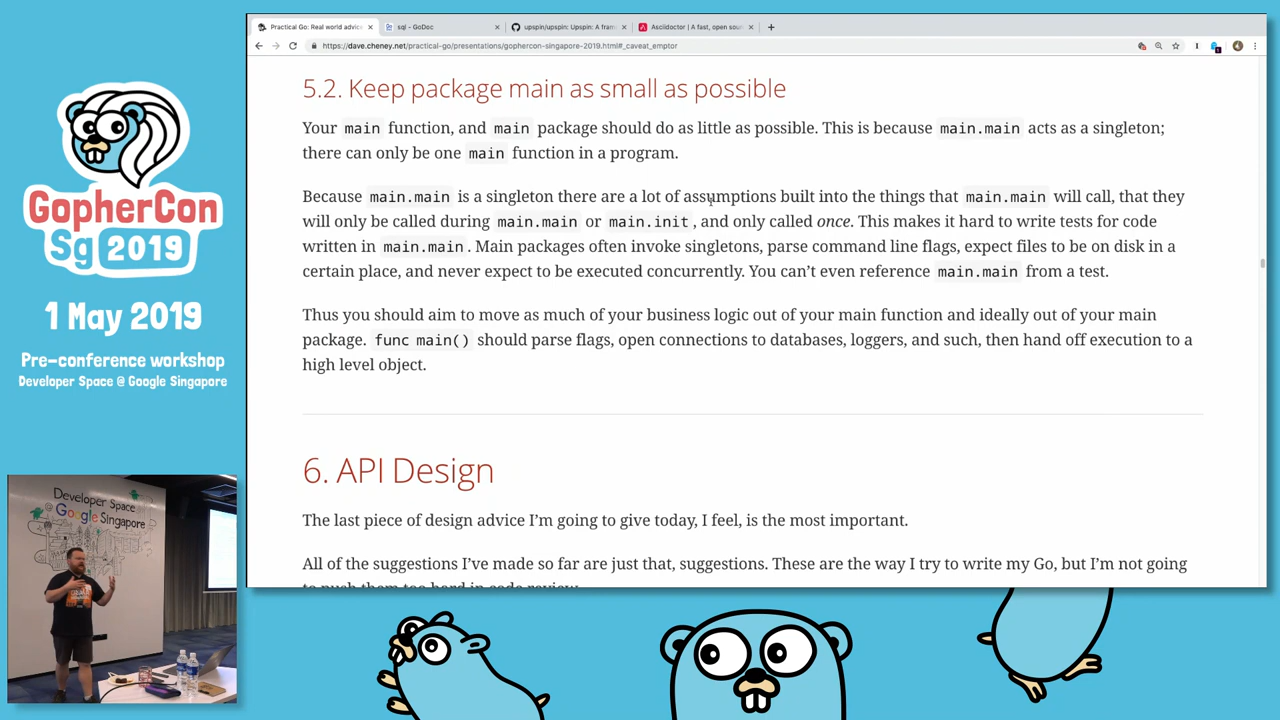 Practical Go: Real world advice
sql - GoDoc
upspin/upspin: Upspin: A fram
Asciidoctor | A fast, open sour
https://dave.cheney.net/practical-go/presentations/gophercon-singapore-2019.html#_caveat_emptor
5.2. Keep package main as small as possible
Your main function, and main package should do as little as possible. This is because main.main acts as a singleton;
there can only be one main function in a program.
Because main.main is a singleton there are a lot of assumptions built into the things that main.main will call, that they
will only be called during main.main or main.init, and only called once. This makes it hard to write tests for code
written in main.main. Main packages often invoke singletons, parse command line flags, expect files to be on disk in a
certain place, and never expect to be executed concurrently. You can’t even reference main.main from a test.
Thus you should aim to move as much of your business logic out of your main function and ideally out of your main
package. func main() should parse flags, open connections to databases, loggers, and such, then hand off execution to a
high level object.
6. API Design
The last piece of design advice I’m going to give today, I feel, is the most important.
All of the suggestions I’ve made so far are just that, suggestions. These are the way I try to write my Go, but I’m not going
to push them too hard in code review.
GopherCon
Sg 2019
1 May 2019
Pre-conference workshop
Developer Space @ Google Singapore
Developer Space
@ Google
Singapore